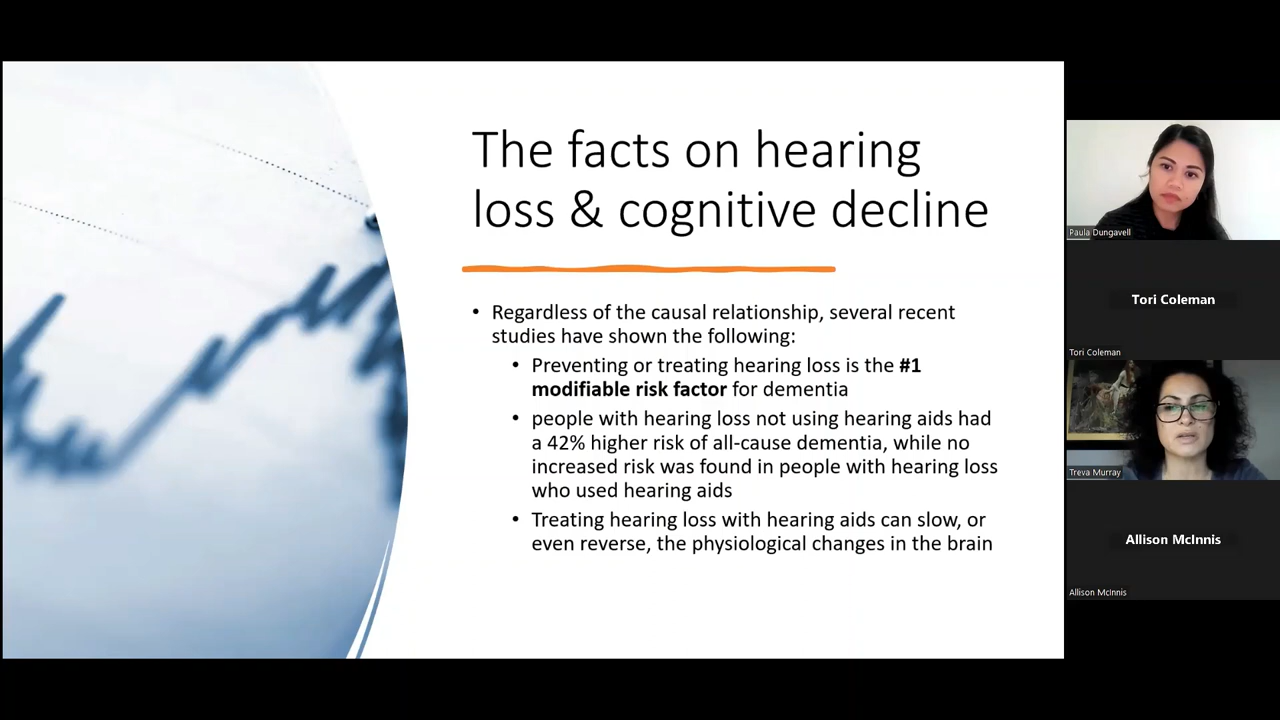 The facts on hearing
loss & cognitive decline
• Regardless of the causal relationship, several recent
studies have shown the following:
• Preventing or treating hearing loss is the #1
modifiable risk factor for dementia
• people with hearing loss not using hearing aids had
a 42% higher risk of all-cause dementia, while no
increased risk was found in people with hearing loss
who used hearing aids
• Treating hearing loss with hearing aids can slow, or
even reverse, the physiological changes in the brain
Paula Dungavell
Tori Coleman
Tori Coleman
Treva Murray
Allison McInnis
Allison McInnis